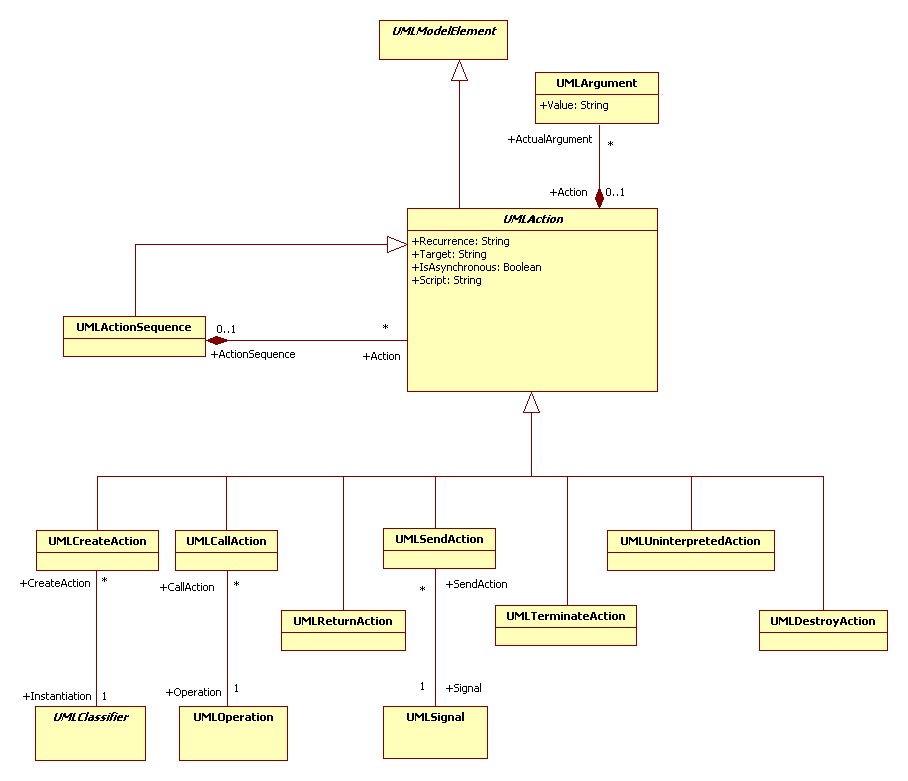 UMLModelElement
UMLArgument
+Value: String
+ActualArgument
*
+Action
0..1
UMLAction
+Recurrence: String
+Target: String
+IsAsynchronous: Boolean
+Script: String
UMLActionSequence
0..1
*
+ActionSequence
+Action
UMLCreateAction
UMLCallAction
UMLSendAction
UMLUninterpretedAction
+CreateAction
*
+CallAction
*
*
+SendAction
UMLReturnAction
UMLTerminateAction
UMLDestroyAction
+Instantiation
1
+Operation
1
1
+Signal
UMLClassifier
UMLOperation
UMLSignal